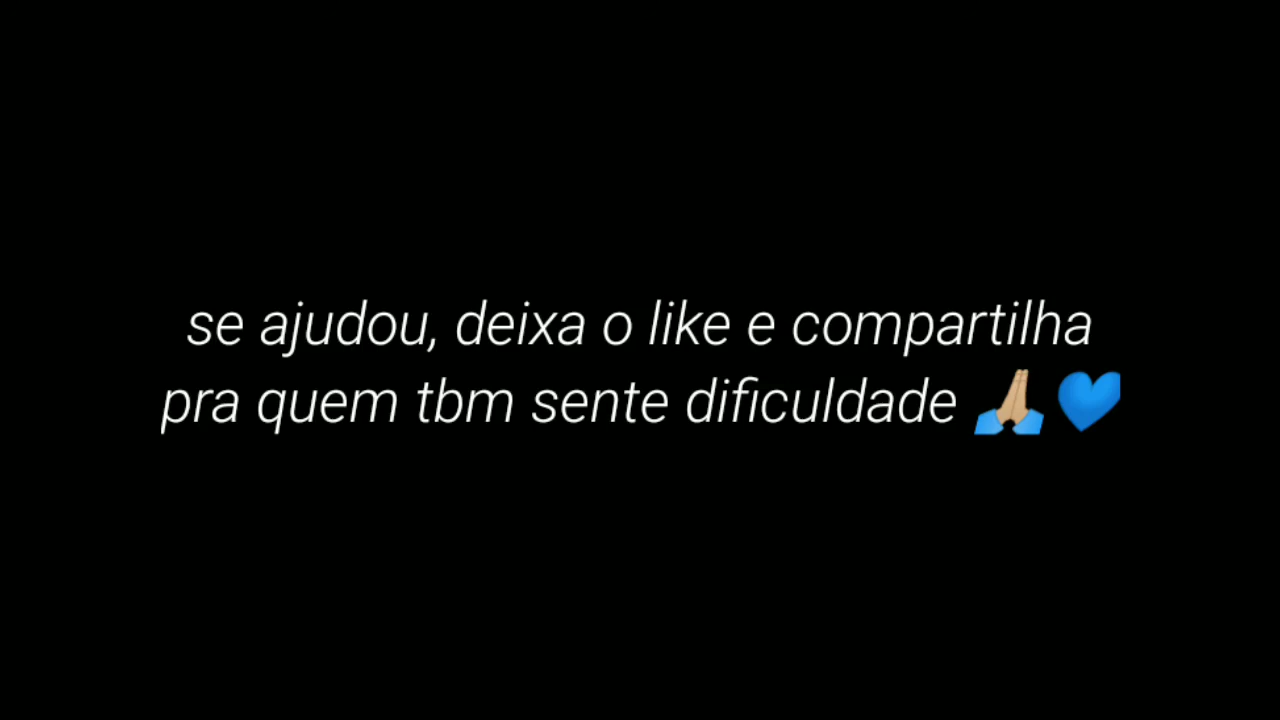 se ajudou, deixa o like e compartilha
pra quem tbm sente dificuldade 🙏🏼💙